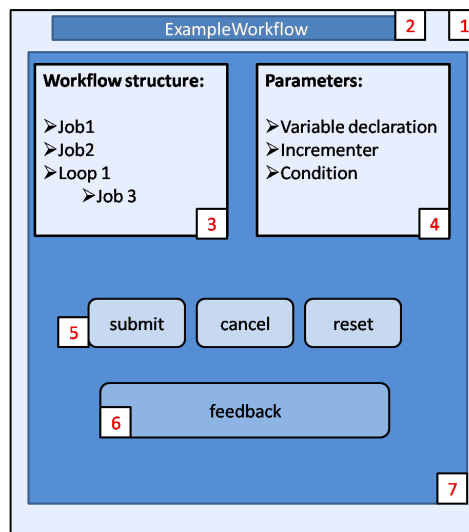 ExampleWorkflow
2
1
Workflow structure:
➢Job1
➢Job2
➢Loop 1
➢Job 3
3
Parameters:
➢Variable declaration
➢Incrementer
➢Condition
4
5
submit
cancel
reset
6
feedback
7